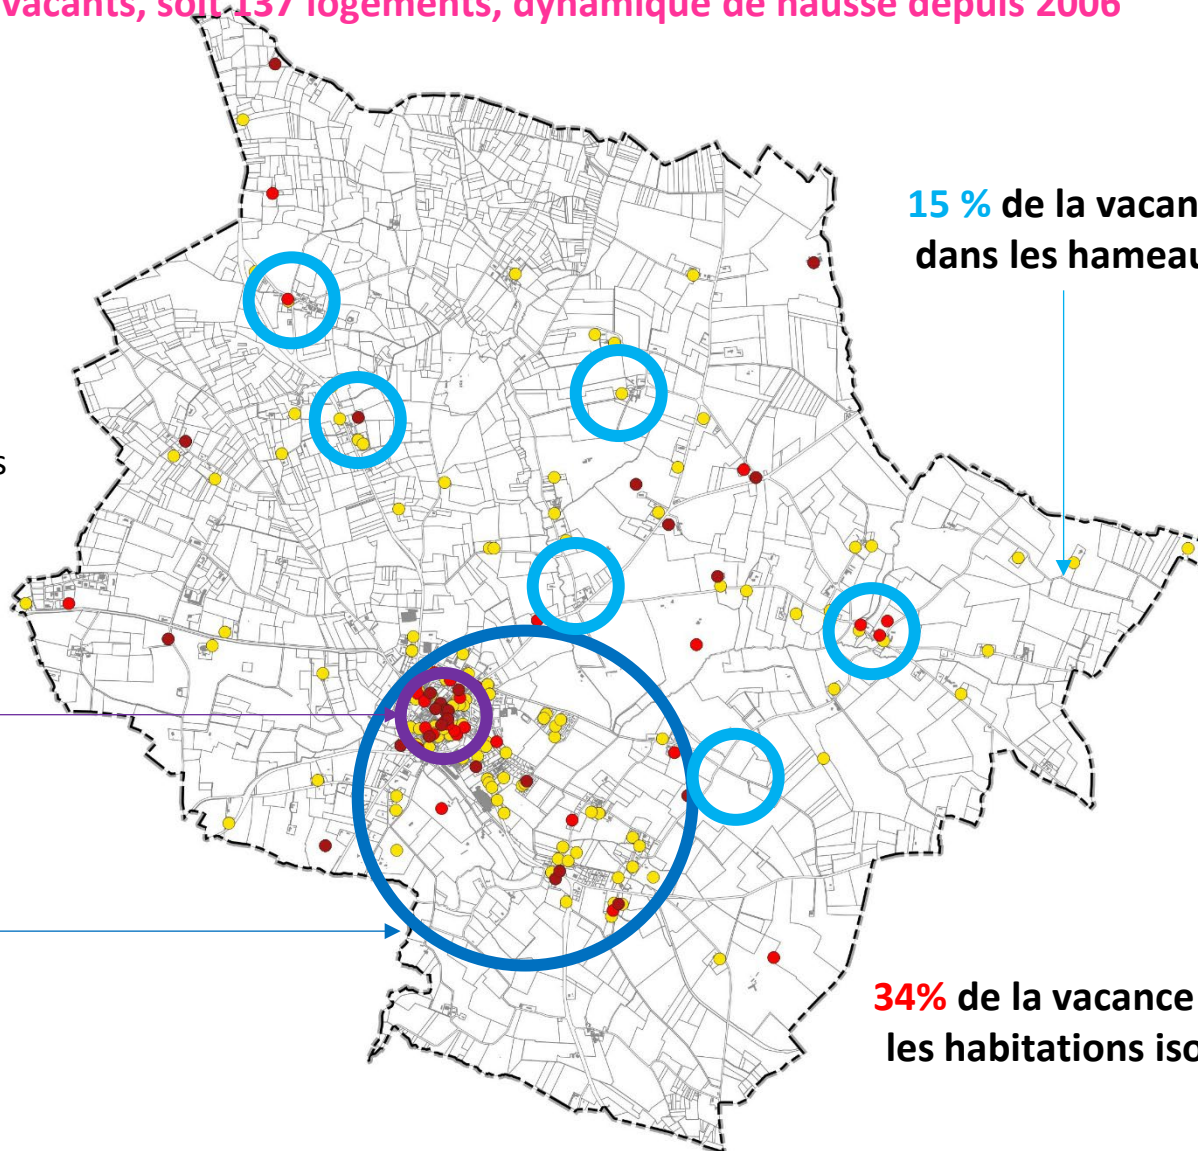 vacants, soit 137 logements, dynamique de hausse depuis 2006
15 % de la vacan
dans les hameau
s
34% de la vacance
les habitations iso